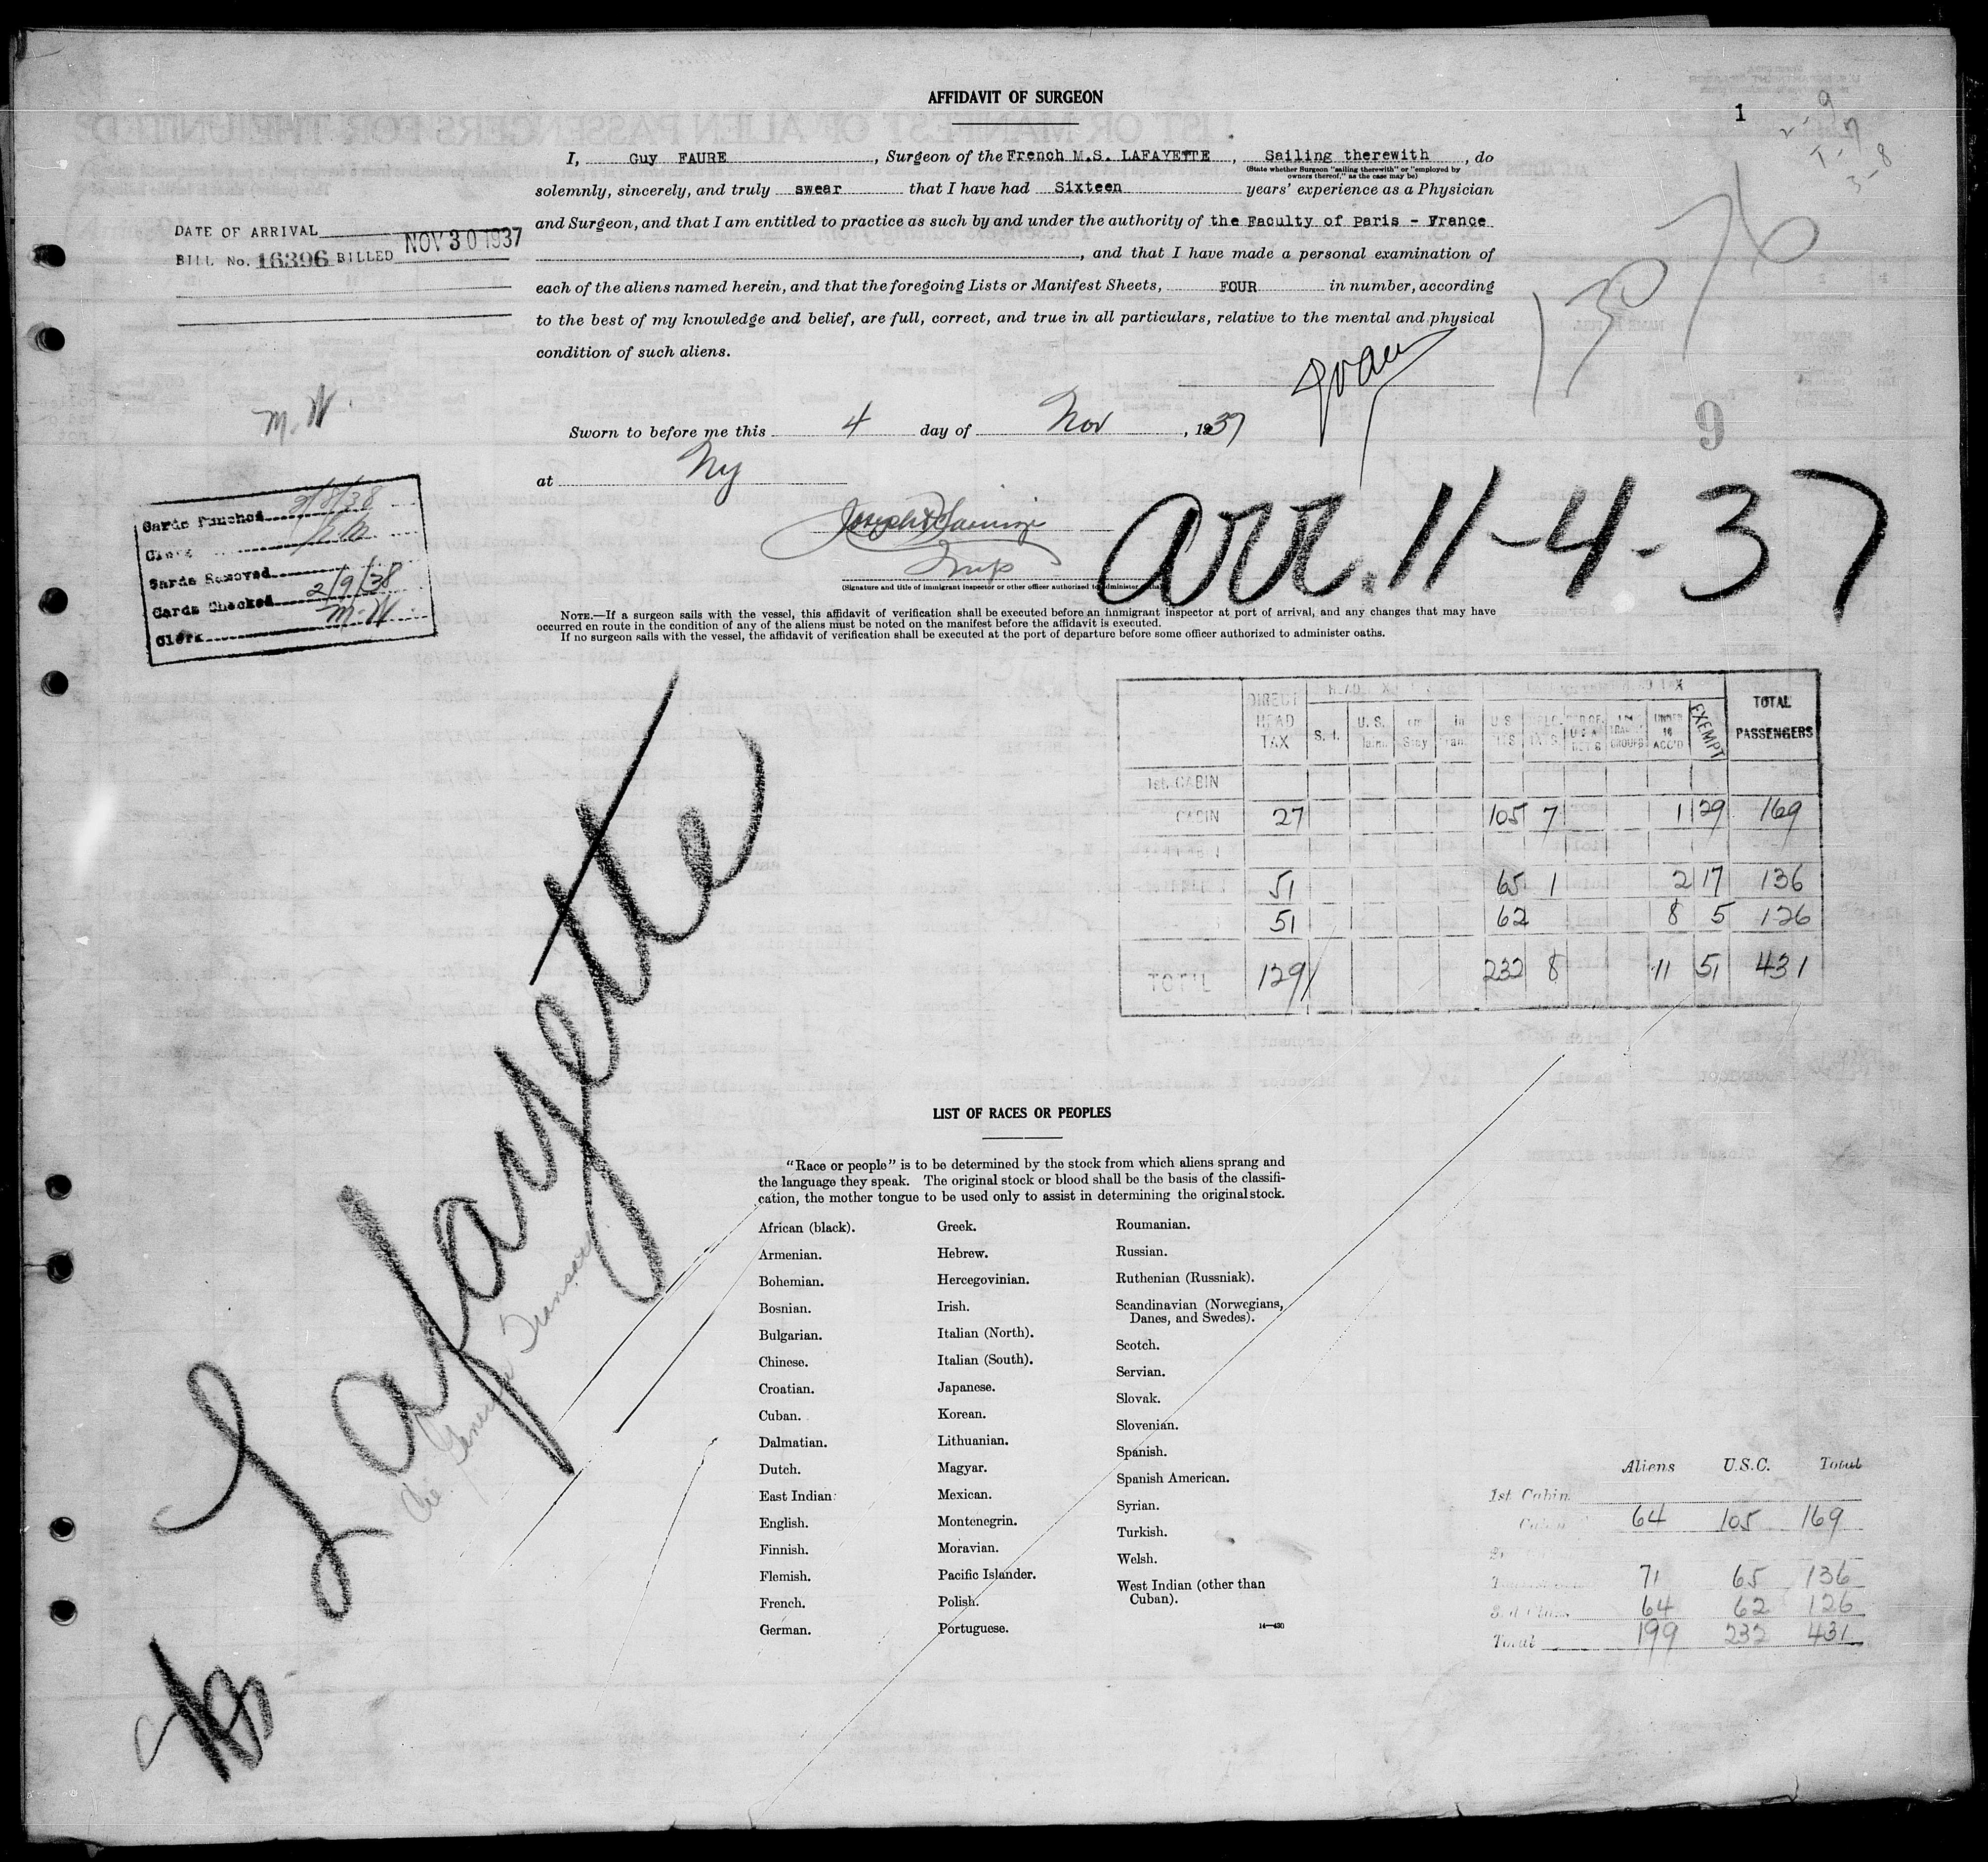 AFFIDAVIT OF SURGEON
1
I, Guy FAURE, Surgeon of the French M.S. LAFAYETTE, Sailing therewith, do
(State whether Surgeon "sailing therewith" or "employed by
owners thereof," as the case may be)
solemnly, sincerely, and truly swear that I have had Sixteen years' experience as a Physician
and Surgeon, and that I am entitled to practice as such by and under the authority of the Faculty of Paris - France
, and that I have made a personal examination of
each of the aliens named herein, and that the foregoing Lists or Manifest Sheets, FOUR in number, according
to the best of my knowledge and belief, are full, correct, and true in all particulars, relative to the mental and physical
condition of such aliens.
DATE OF ARRIVAL
BILL No. 16396 BILLED NOV 30 1937
13076
9
M.W.
Sworn to before me this 4 day of Nov, 1937
at Ny
Insp
(Signature and title of immigrant inspector or other officer authorized to administer
arr. 11-4-37
Cards Punched 2/8/38
Clerk
Cards Removed
Cards Checked 2/9/38
Clerk M.W
NOTE.—If a surgeon sails with the vessel, this affidavit of verification shall be executed before an immigrant inspector at port of arrival, and any changes that may have
occurred en route in the condition of any of the aliens must be noted on the manifest before the affidavit is executed.
If no surgeon sails with the vessel, the affidavit of verification shall be executed at the port of departure before some officer authorized to administer oaths.
DIRECT HEAD TAX S.I. U.S. EXEMPT TOTAL PASSENGERS
1st. CABIN
CABIN 27 105 7 1 29 169
51 65 1 2 17 136
51 62 8 5 126
TOTAL 129 232 8 11 51 431
Lafayette
LIST OF RACES OR PEOPLES
"Race or people" is to be determined by the stock from which aliens sprang and
the language they speak. The original stock or blood shall be the basis of the classifi-
cation, the mother tongue to be used only to assist in determining the original stock.
African (black).
Armenian.
Bohemian.
Bosnian.
Bulgarian.
Chinese.
Croatian.
Cuban.
Dalmatian.
Dutch.
East Indian.
English.
Finnish.
Flemish.
French.
German.
Greek.
Hebrew.
Hercegovinian.
Irish.
Italian (North).
Italian (South).
Japanese.
Korean.
Lithuanian.
Magyar.
Mexican.
Montenegrin.
Moravian.
Pacific Islander.
Polish.
Portuguese.
Roumanian.
Russian.
Ruthenian (Russniak).
Scandinavian (Norwegians,
Danes, and Swedes).
Scotch.
Servian.
Slovak.
Slovenian.
Spanish.
Spanish American.
Syrian.
Turkish.
Welsh.
West Indian (other than
Cuban).
14—430
Aliens U.S.C. Total
1st Cabin
Cabin 64 105 169
71 65 136
3rd Class 64 62 126
Total 199 232 431